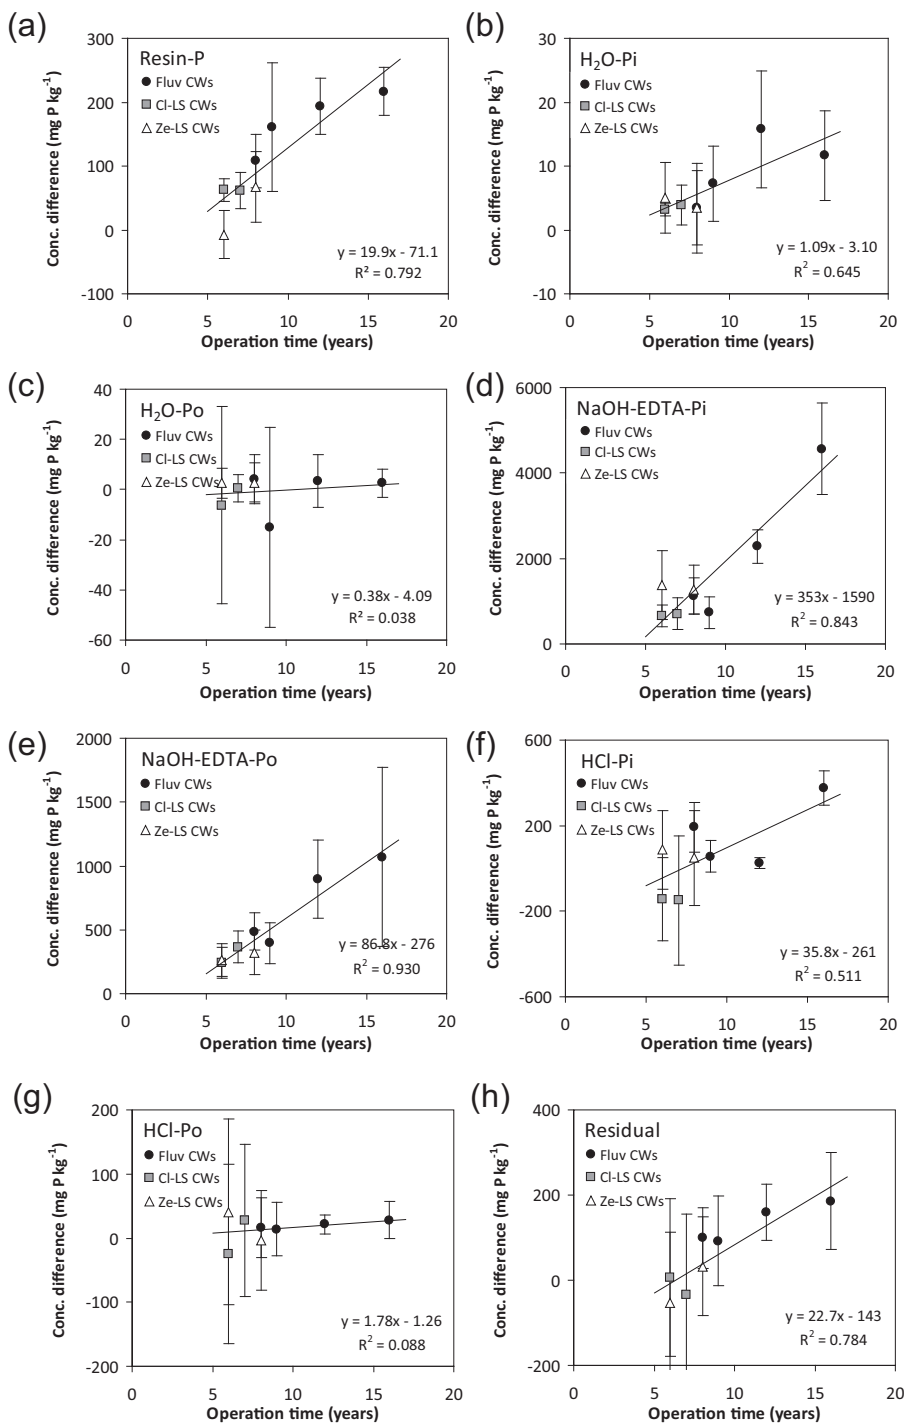 (a)
Resin-P
Fluv CWs
Cl-LS CWs
Ze-LS CWs
300
200
100
0
-100
Conc. difference (mg P kg⁻¹)
y = 19.9x - 71.1
R² = 0.792
0 5 10 15 20
Operation time (years)
(b)
H₂O-Pi
Fluv CWs
Cl-LS CWs
Ze-LS CWs
30
20
10
0
-10
Conc. difference (mg P kg⁻¹)
y = 1.09x - 3.10
R² = 0.645
0 5 10 15 20
Operation time (years)
(c)
H₂O-Po
Fluv CWs
Cl-LS CWs
Ze-LS CWs
40
20
0
-20
-40
-60
Conc. difference (mg P kg⁻¹)
y = 0.38x - 4.09
R² = 0.038
0 5 10 15 20
Operation time (years)
(d)
NaOH-EDTA-Pi
Fluv CWs
Cl-LS CWs
Ze-LS CWs
6000
4000
2000
0
Conc. difference (mg P kg⁻¹)
y = 353x - 1590
R² = 0.843
0 5 10 15 20
Operation time (years)
(e)
NaOH-EDTA-Po
Fluv CWs
Cl-LS CWs
Ze-LS CWs
2000
1500
1000
500
0
Conc. difference (mg P kg⁻¹)
y = 86.8x - 276
R² = 0.930
0 5 10 15 20
Operation time (years)
(f)
HCl-Pi
Fluv CWs
Cl-LS CWs
Ze-LS CWs
600
200
-200
-600
Conc. difference (mg P kg⁻¹)
y = 35.8x - 261
R² = 0.511
0 5 10 15 20
Operation time (years)
(g)
HCl-Po
Fluv CWs
Cl-LS CWs
Ze-LS CWs
200
100
0
-100
-200
Conc. difference (mg P kg⁻¹)
y = 1.78x - 1.26
R² = 0.088
0 5 10 15 20
Operation time (years)
(h)
Residual
Fluv CWs
Cl-LS CWs
Ze-LS CWs
400
200
0
-200
Conc. difference (mg P kg⁻¹)
y = 22.7x - 143
R² = 0.784
0 5 10 15 20
Operation time (years)